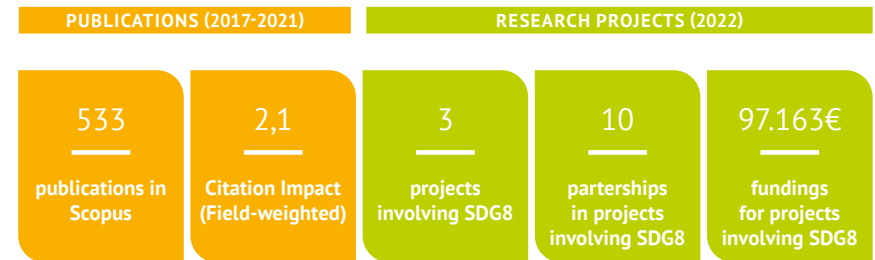 PUBLICATIONS (2017-2021)
RESEARCH PROJECTS (2022)
533
publications in
Scopus
2,1
Citation Impact
(Field-weighted)
3
projects
involving SDG8
10
parterships
in projects
involving SDG8
97.163€
fundings
for projects
involving SDG8